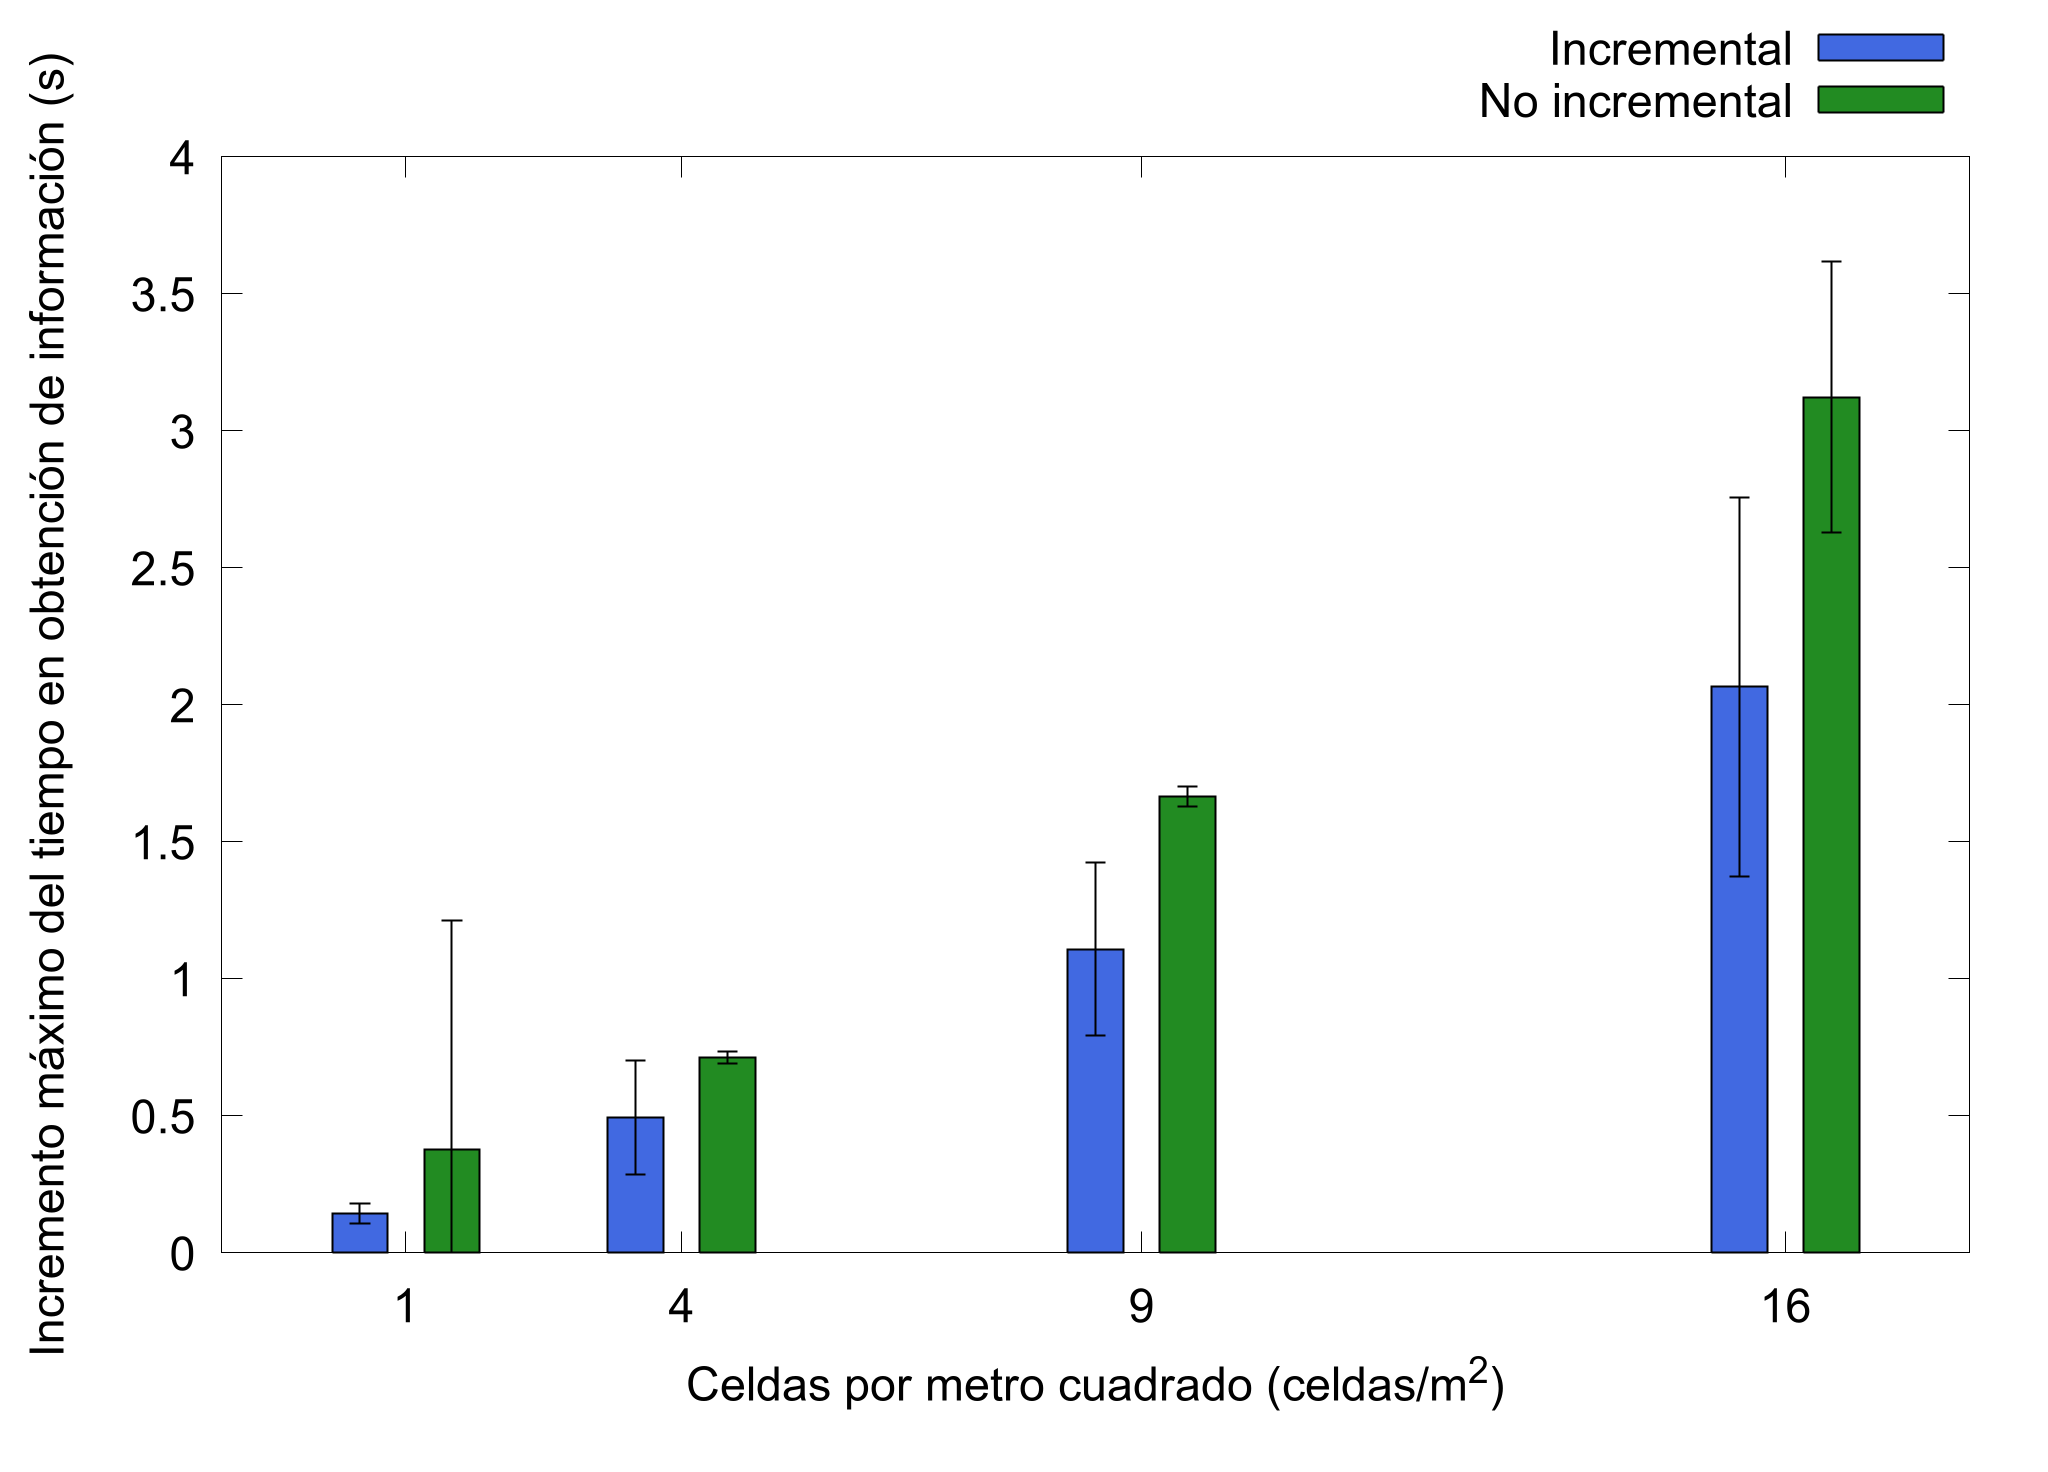 Incremental
No incremental
Incremento máximo del tiempo en obtención de información (s)
4
3.5
3
2.5
2
1.5
1
0.5
0
1 4 9 16
Celdas por metro cuadrado (celdas/m²)